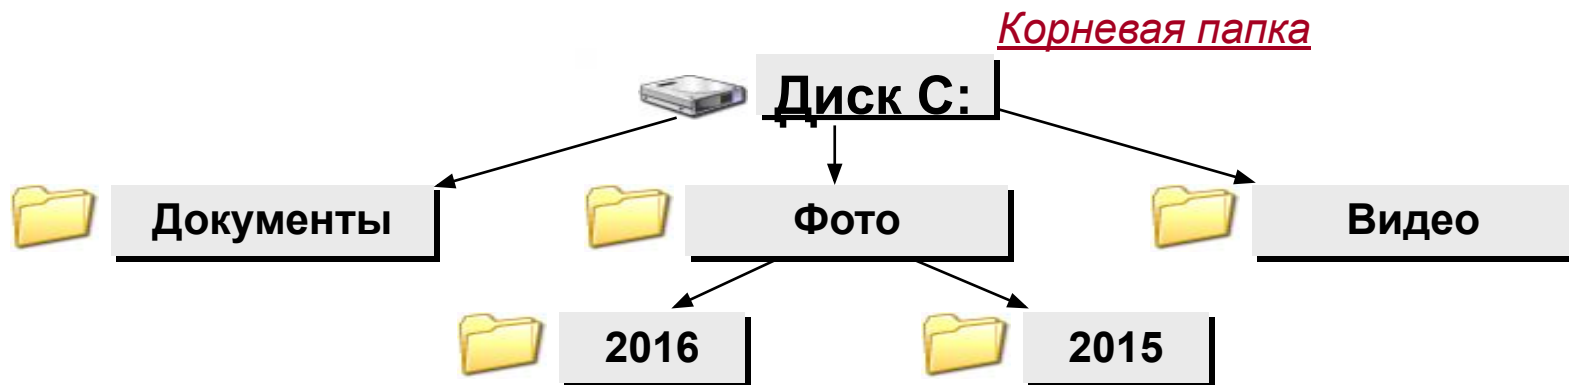 Корневая папка
Диск C:
Документы
Фото
Видео
2016
2015